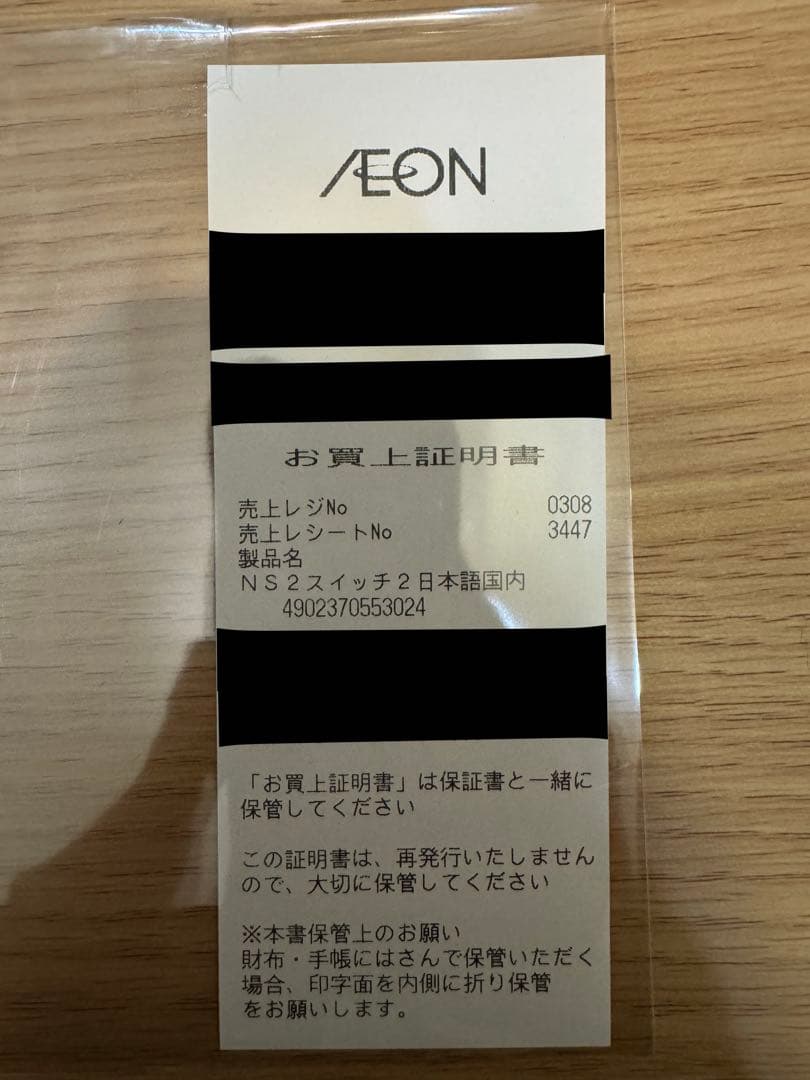 ÆON
お買上証明書
売上レジNo 0308
売上レシートNo 3447
製品名
NS2スイッチ2日本語国内
4902370553024
「お買上証明書」は保証書と一緒に
保管してください
この証明書は、再発行いたしません
ので、大切に保管してください
※本書保管上のお願い
財布・手帳にはさんで保管いただく
場合、印字面を内側に折り保管
をお願いします。